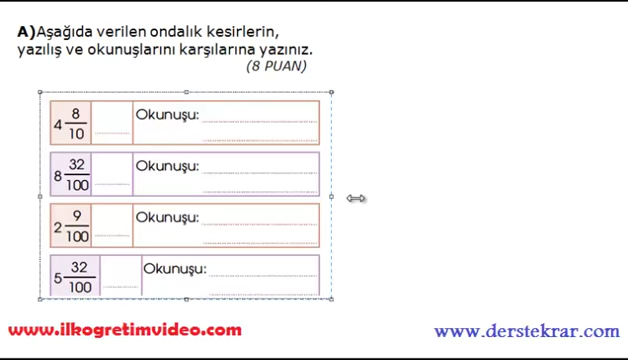 A)Aşağıda verilen ondalık kesirlerin,
yazılış ve okunuşlarını karşılarına yazınız.
(8 PUAN)
4 8/10 Okunuşu:
8 32/100 Okunuşu:
2 9/100 Okunuşu:
5 32/100 Okunuşu:
www.ilkogretimvideo.com
www.derstekrar.com